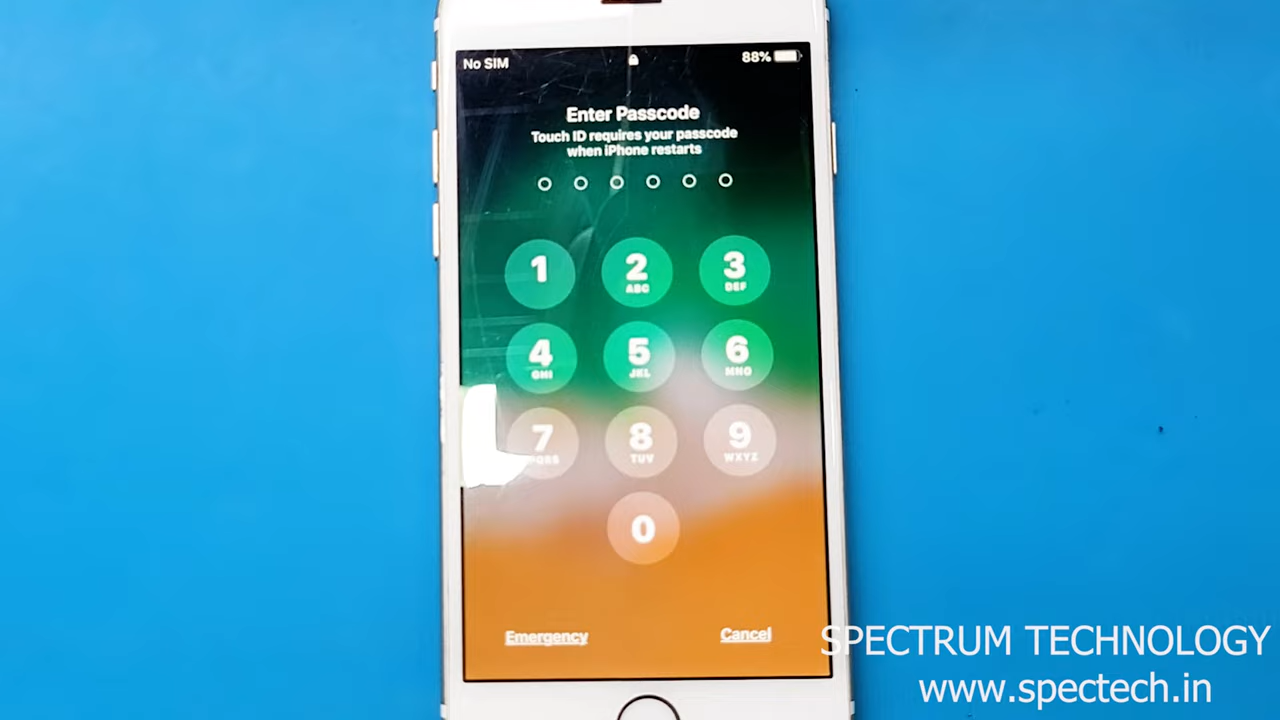 No SIM 88%
Enter Passcode
Touch ID requires your passcode
when iPhone restarts
1 2 3
ABC DEF
4 5 6
GHI JKL MNO
7 8 9
PQRS TUV WXYZ
0
Emergency Cancel
SPECTRUM TECHNOLOGY
www.spectech.in